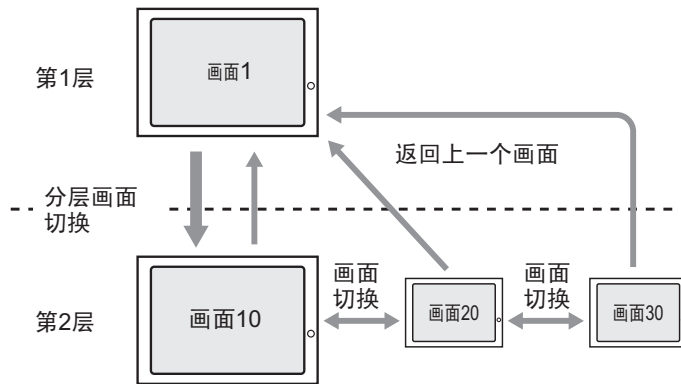 画面1
第1层
返回上一个画面
分层画面
切换
画面
切换
画面
切换
第2层
画面10
画面20
画面30